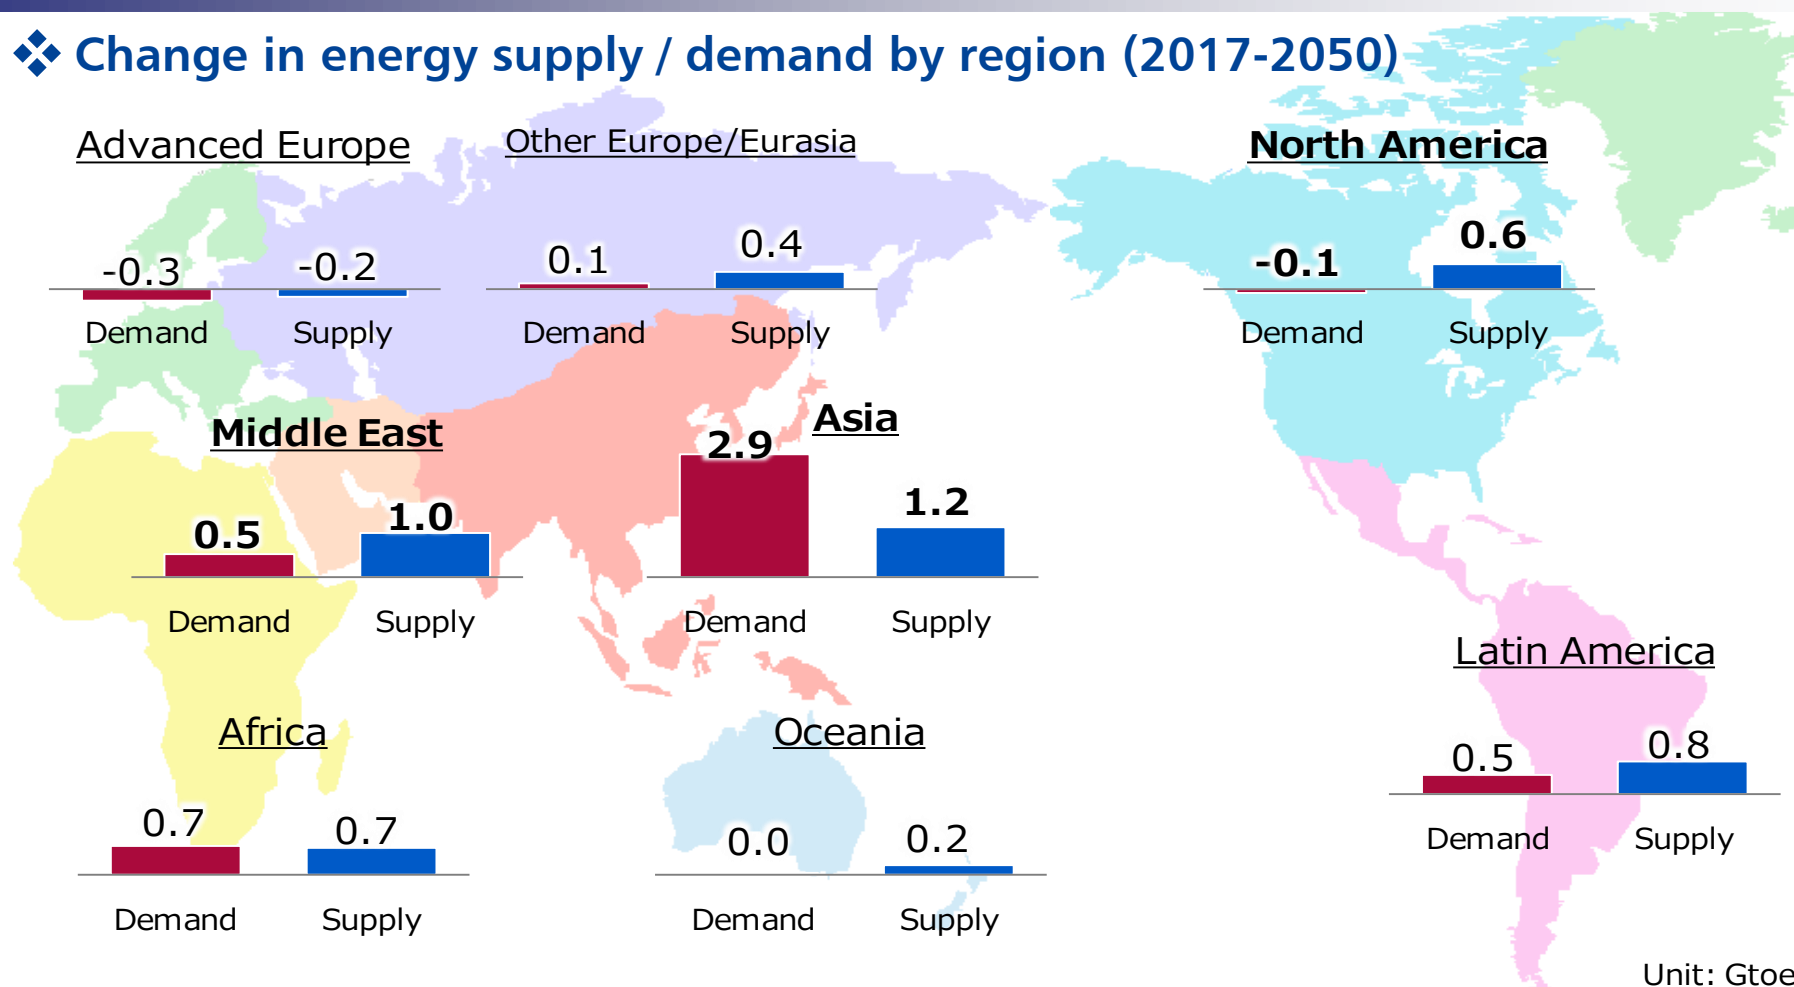 Change in energy supply / demand by region (2017-2050)
Advanced Europe
-0.3
-0.2
Demand
Supply
Other Europe/Eurasia
0.1
0.4
Demand
Supply
North America
-0.1
0.6
Demand
Supply
Middle East
0.5
1.0
Demand
Supply
Asia
2.9
1.2
Demand
Supply
Latin America
0.5
0.8
Demand
Supply
Africa
0.7
0.7
Demand
Supply
Oceania
0.0
0.2
Demand
Supply
Unit: Gtoe